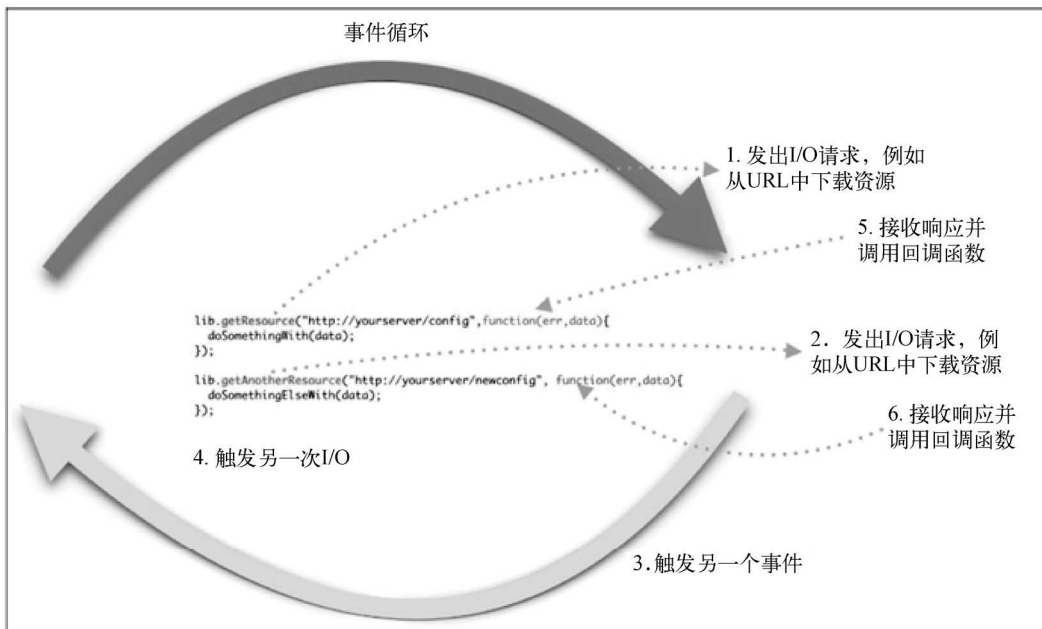 事件循环
1. 发出I/O请求，例如
从URL中下载资源
5. 接收响应并
调用回调函数
lib.getResource("http://yourserver/config",function(err,data){
doSomethingWith(data);
});
2. 发出I/O请求，例
如从URL中下载资源
lib.getAnotherResource("http://yourserver/newconfig", function(err,data){
doSomethingElseWith(data);
});
6. 接收响应并
调用回调函数
4. 触发另一次I/O
3.触发另一个事件